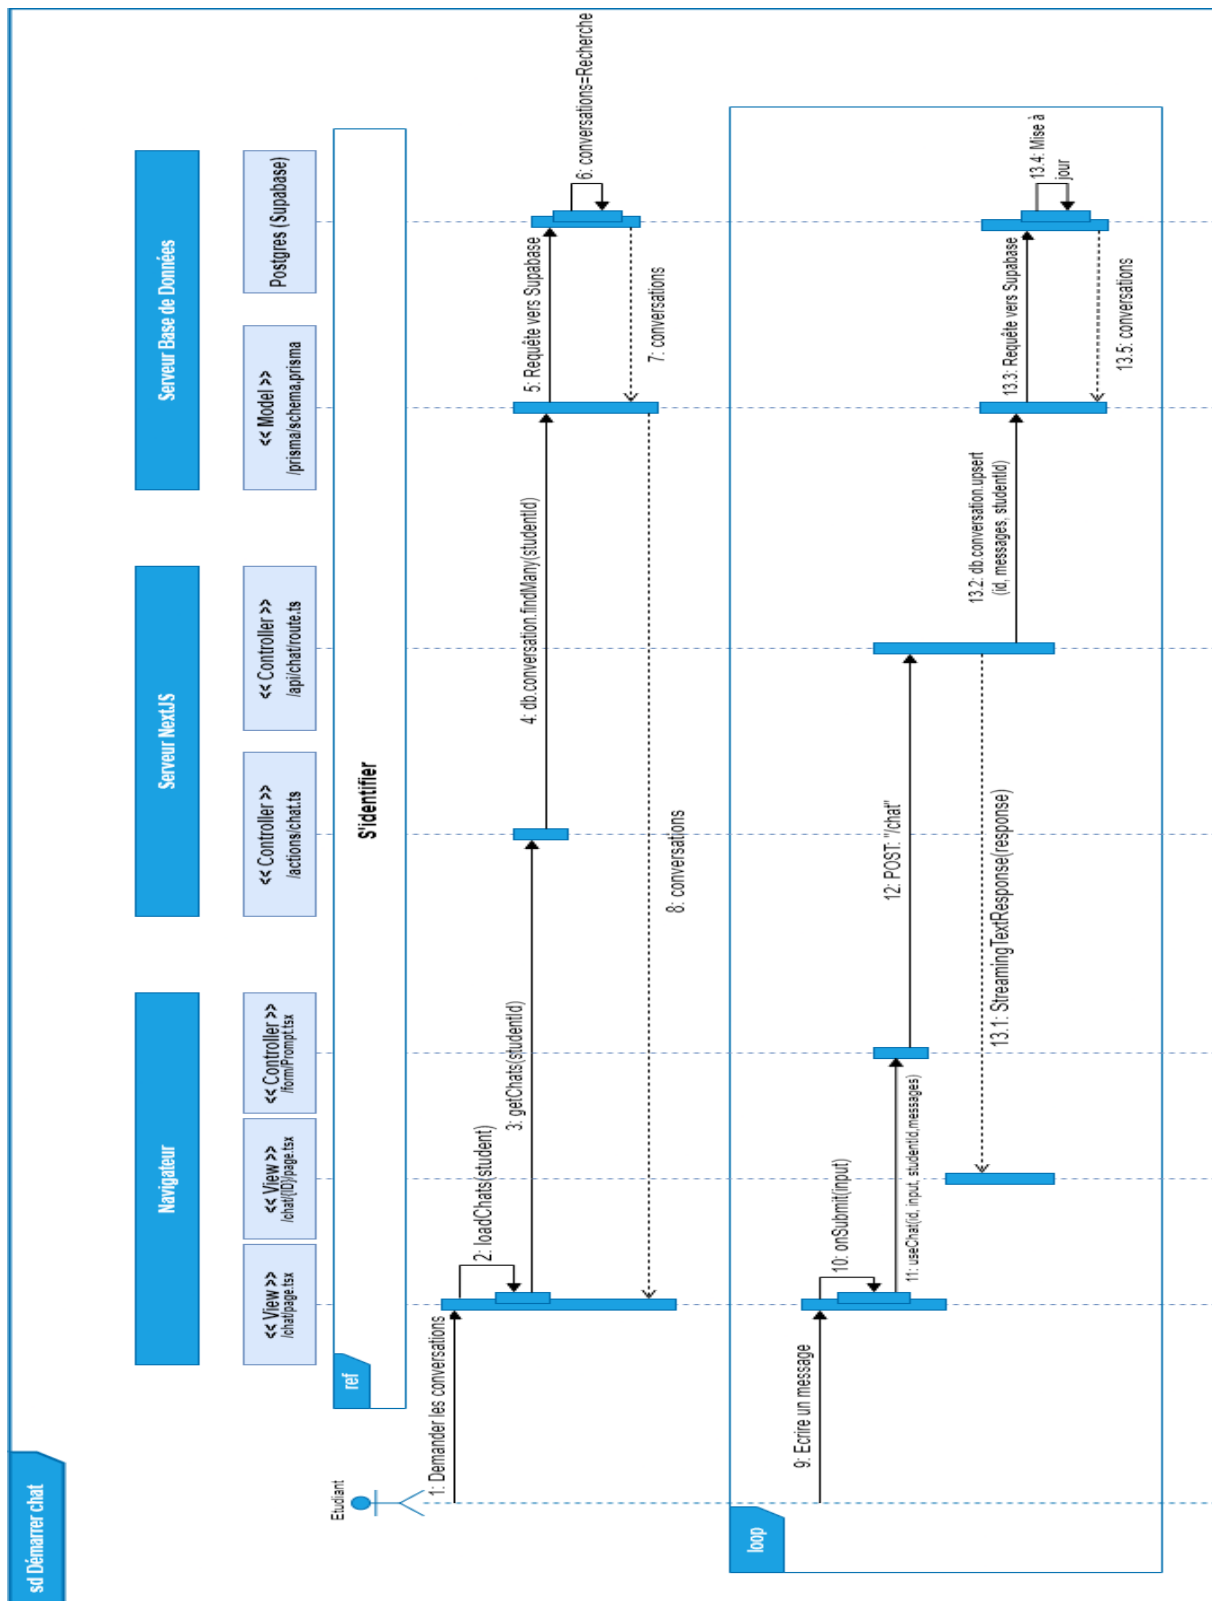 sd Démarrer chat
Navigateur
Serveur NextJS
Serveur Base de Données
<< View >>
/chat/page.tsx
<< View >>
/chat/[ID]/page.tsx
<< Controller >>
/form/Prompt.tsx
<< Controller >>
/actions/chat.ts
<< Controller >>
/api/chat/route.ts
<< Model >>
/prisma/schema.prisma
Postgres (Supabase)
Etudiant
ref
S'identifier
1: Demander les conversations
2: loadChats(student)
3: getChats(studentId)
4: db.conversation.findMany(studentId)
5: Requête vers Supabase
6: conversations=Recherche
7: conversations
8: conversations
loop
9: Ecrire un message
10: onSubmit(input)
11: useChat(id, input, studentId,messages)
12: POST: "/chat"
13.1: StreamingTextResponse(response)
13.2: db.conversation.upsert
(id, messages, studentId)
13.3: Requête vers Supabase
13.4: Mise à
jour
13.5: conversations